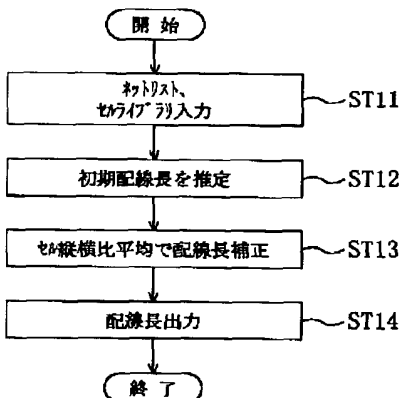 開 始
ネットリスト、
セルライブラリ入力
ST11
初期配線長を推定
ST12
セル縦横比平均で配線長補正
ST13
配線長出力
ST14
終 了